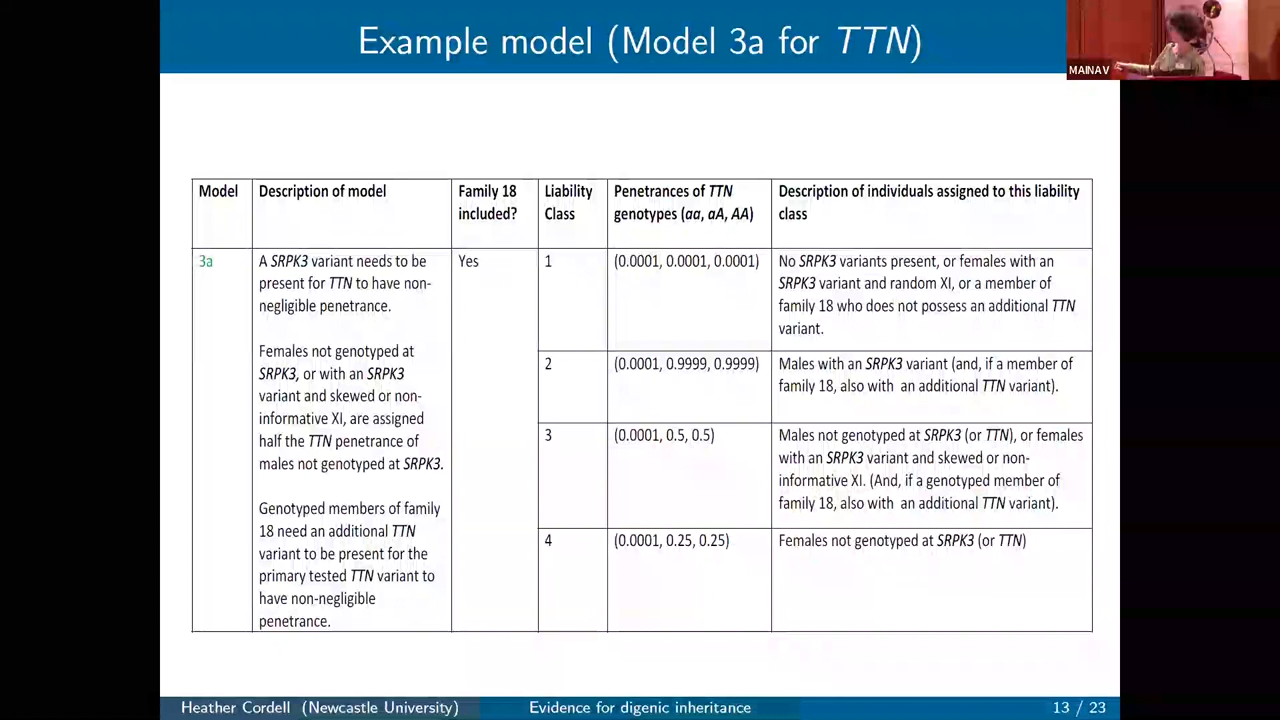 Example model (Model 3a for TTN)
MAINAV
Model
Description of model
Family 18
included?
Liability
Class
Penetrances of TTN
genotypes (aa, aA, AA)
Description of individuals assigned to this liability
class
3a
A SRPK3 variant needs to be
present for TTN to have non-
negligible penetrance.
Females not genotyped at
SRPK3, or with an SRPK3
variant and skewed or non-
informative XI, are assigned
half the TTN penetrance of
males not genotyped at SRPK3.
Genotyped members of family
18 need an additional TTN
variant to be present for the
primary tested TTN variant to
have non-negligible
penetrance.
Yes
1
(0.0001, 0.0001, 0.0001)
No SRPK3 variants present, or females with an
SRPK3 variant and random XI, or a member of
family 18 who does not possess an additional TTN
variant.
2
(0.0001, 0.9999, 0.9999)
Males with an SRPK3 variant (and, if a member of
family 18, also with an additional TTN variant).
3
(0.0001, 0.5, 0.5)
Males not genotyped at SRPK3 (or TTN), or females
with an SRPK3 variant and skewed or non-
informative XI. (And, if a genotyped member of
family 18, also with an additional TTN variant).
4
(0.0001, 0.25, 0.25)
Females not genotyped at SRPK3 (or TTN)
Heather Cordell (Newcastle University)
Evidence for digenic inheritance
13 / 23